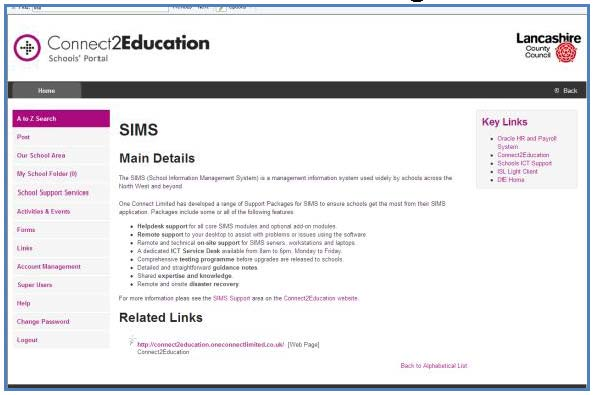 Connect2Education
Schools' Portal
Lancashire
County
Council
Home
Back
A to Z Search
Post
Our School Area
My School Folder (0)
School Support Services
Activities & Events
Forms
Links
Account Management
Super Users
Help
Change Password
Logout
SIMS
Main Details
The SIMS (School Information Management System) is a management information system used widely by schools across the
North West and beyond.
One Connect Limited has developed a range of Support Packages for SIMS to ensure schools get the most from their SIMS
application. Packages include some or all of the following features:
Helpdesk support for all core SIMS modules and optional add-on modules.
Remote support to your desktop to assist with problems or issues using the software.
Remote and technical on-site support for SIMS servers, workstations and laptops.
A dedicated ICT Service Desk available from 8am to 6pm, Monday to Friday.
Comprehensive testing programme before upgrades are released to schools.
Detailed and straightforward guidance notes.
Shared expertise and knowledge.
Remote and onsite disaster recovery
For more information pleae see the SIMS Support area on the Connect2Education website.
Related Links
http://connect2education.oneconnectlimited.co.uk/ [Web Page]
Connect2Education
Back to Alphabetical List
Key Links
Oracle HR and Payroll
System
Connect2Education
Schools ICT Support
ISL Light Client
DfE Home